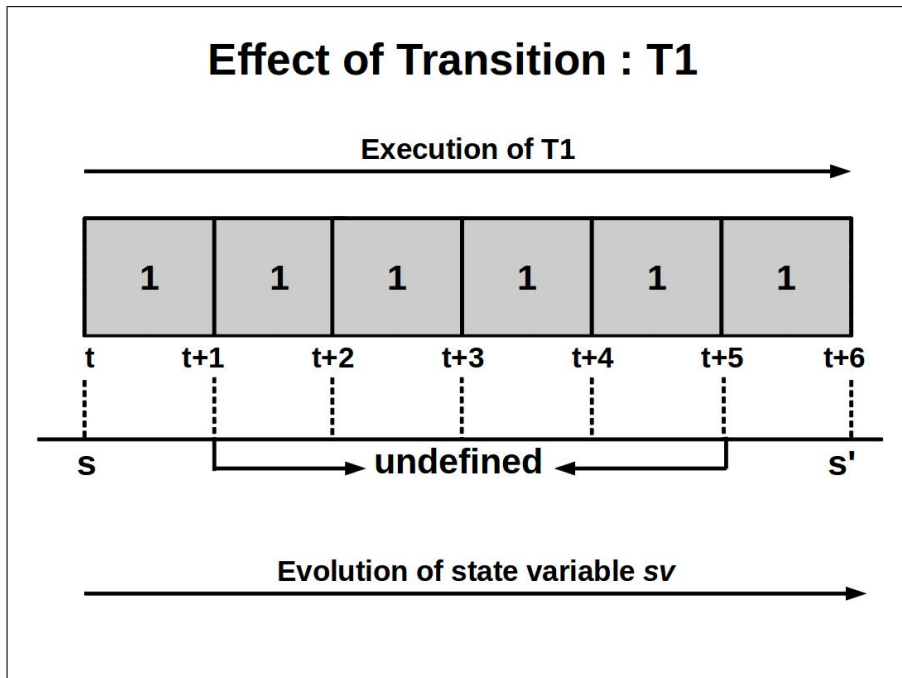 Effect of Transition : T1
Execution of T1
1 1 1 1 1 1
t t+1 t+2 t+3 t+4 t+5 t+6
s undefined s'
Evolution of state variable sv